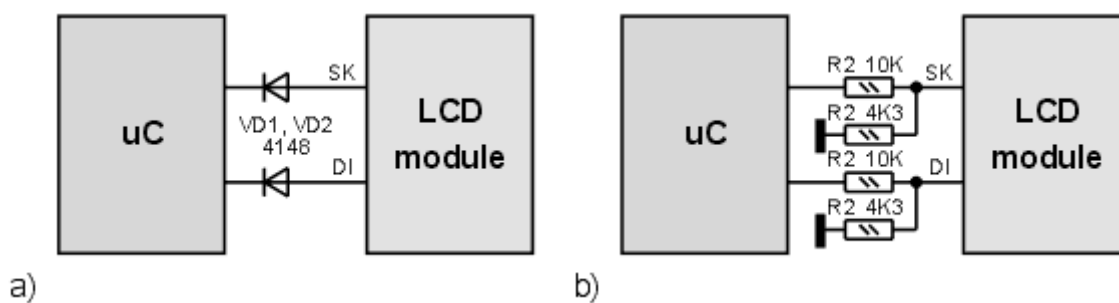 uC
SK
VD1, VD2
4148
DI
LCD
module
a)
uC
R2 10K
SK
R2 4K3
R2 10K
DI
R2 4K3
LCD
module
b)